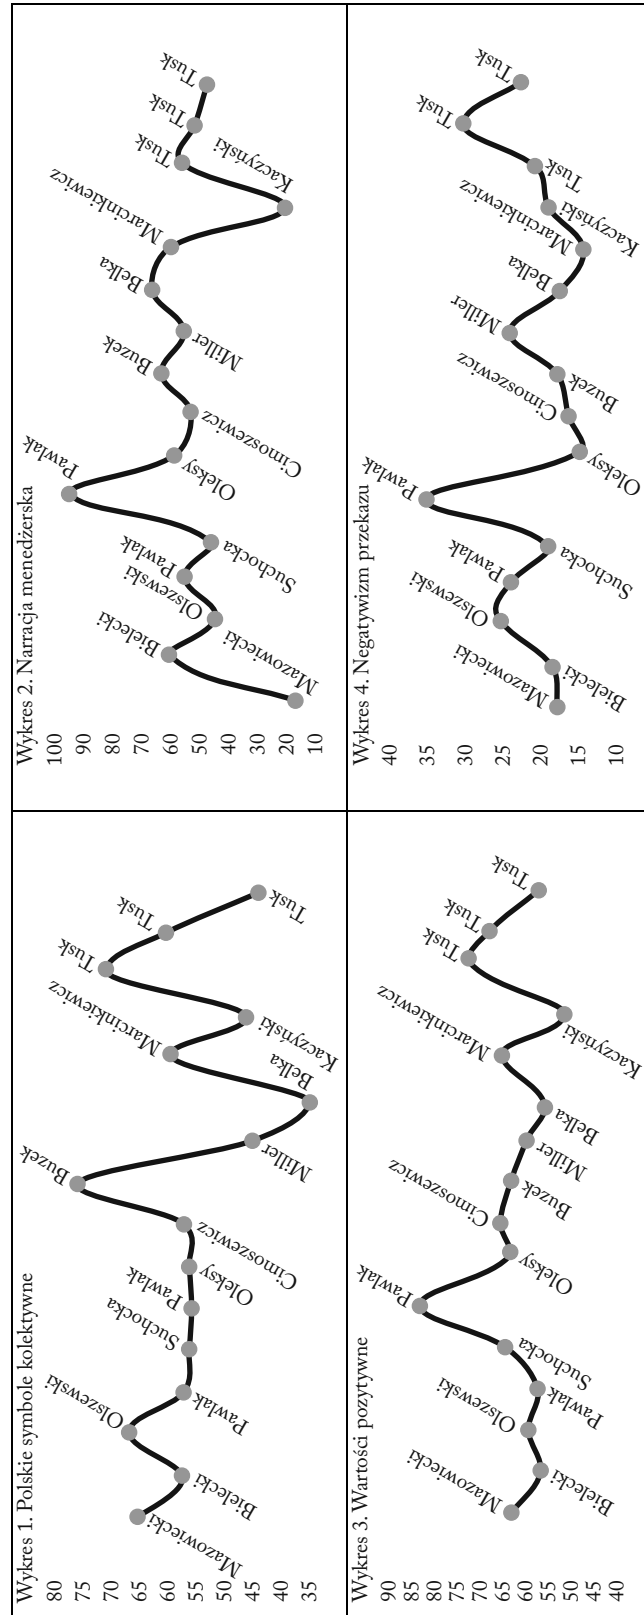 Wykres 1. Polskie symbole kolektywne
80
75
70
65
60
55
50
45
40
35
Mazowiecki
Bielecki
Olszewski
Pawlak
Suchocka
Pawlak
Oleksy
Cimoszewicz
Buzek
Miller
Belka
Marcinkiewicz
Kaczyński
Tusk
Tusk
Tusk
Wykres 2. Narracja menedżerska
100
90
80
70
60
50
40
30
20
10
Mazowiecki
Bielecki
Olszewski
Pawlak
Suchocka
Pawlak
Oleksy
Cimoszewicz
Buzek
Miller
Belka
Marcinkiewicz
Kaczyński
Tusk
Tusk
Tusk
Wykres 3. Wartości pozytywne
90
85
80
75
70
65
60
55
50
45
40
Mazowiecki
Bielecki
Olszewski
Pawlak
Suchocka
Pawlak
Oleksy
Cimoszewicz
Buzek
Miller
Belka
Marcinkiewicz
Kaczyński
Tusk
Tusk
Tusk
Wykres 4. Negatywizm przekazu
40
35
30
25
20
15
10
Mazowiecki
Bielecki
Olszewski
Pawlak
Suchocka
Pawlak
Oleksy
Cimoszewicz
Buzek
Miller
Belka
Marcinkiewicz
Kaczyński
Tusk
Tusk
Tusk